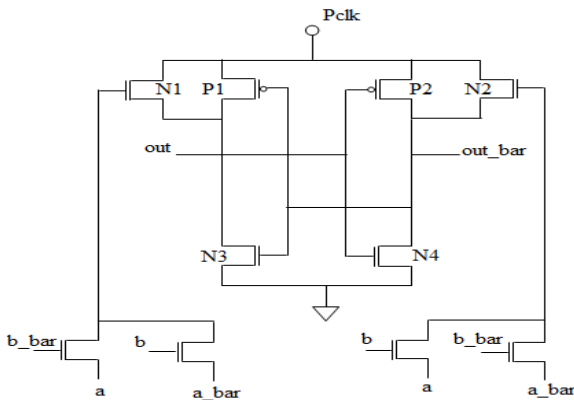 Pclk
N1 P1 P2 N2
out out_bar
N3 N4
b_bar b b b_bar
a a_bar a a_bar